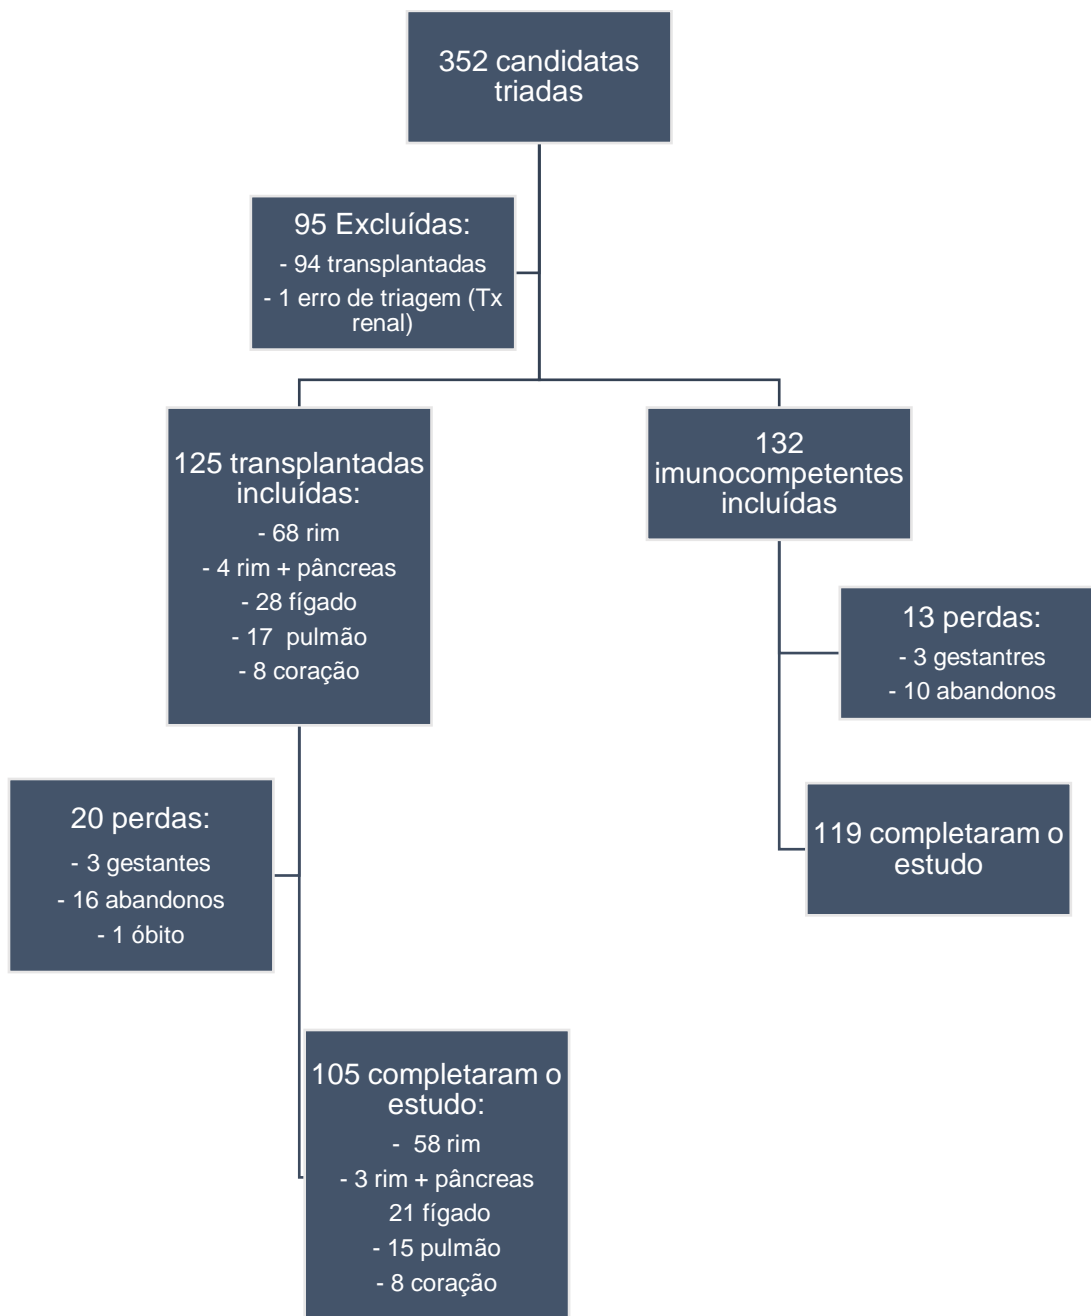 352 candidatas
triadas
95 Excluídas:
- 94 transplantadas
- 1 erro de triagem (Tx
renal)
125 transplantadas
incluídas:
- 68 rim
- 4 rim + pâncreas
- 28 fígado
- 17 pulmão
- 8 coração
132
imunocompetentes
incluídas
13 perdas:
- 3 gestantres
- 10 abandonos
20 perdas:
- 3 gestantes
- 16 abandonos
- 1 óbito
119 completaram o
estudo
105 completaram o
estudo:
- 58 rim
- 3 rim + pâncreas
21 fígado
- 15 pulmão
- 8 coração